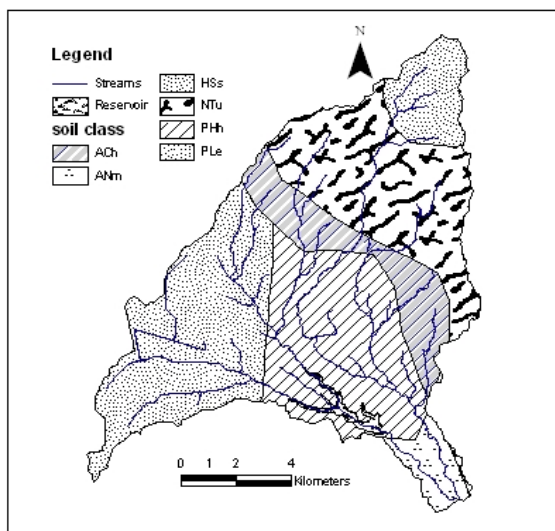 N
Legend
Streams
Reservoir
soil class
ACh
ANm
HSs
NTu
PHh
PLe
0 1 2 4
Kilometers